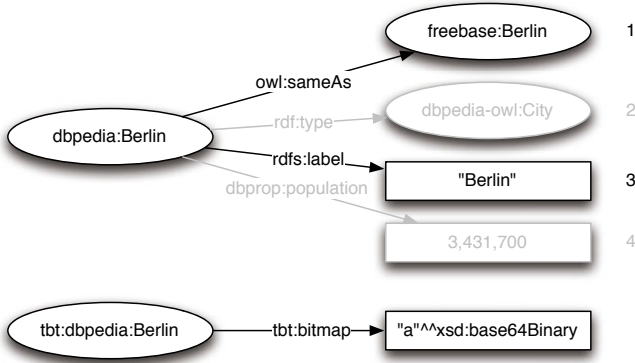 freebase:Berlin 1
owl:sameAs
dbpedia-owl:City 2
rdf:type
dbpedia:Berlin
rdfs:label
"Berlin" 3
dbprop:population
3,431,700 4
tbt:dbpedia:Berlin tbt:bitmap "a"^^xsd:base64Binary